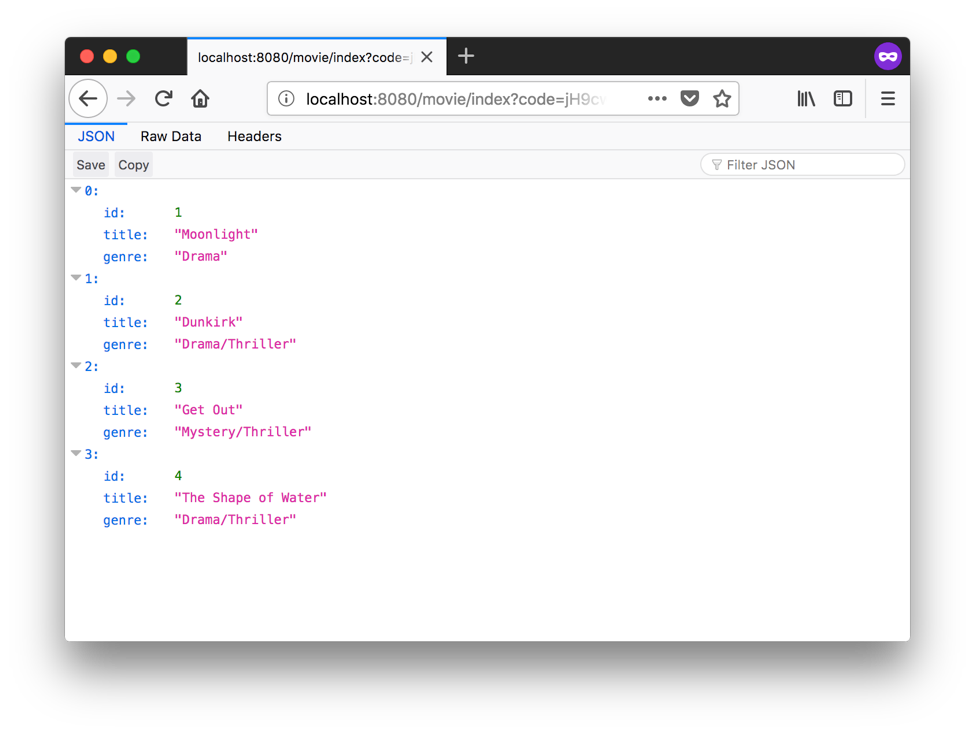 localhost:8080/movie/index?code=j
localhost:8080/movie/index?code=jH9c
JSON Raw Data Headers
Save Copy Filter JSON
0:
id: 1
title: "Moonlight"
genre: "Drama"
1:
id: 2
title: "Dunkirk"
genre: "Drama/Thriller"
2:
id: 3
title: "Get Out"
genre: "Mystery/Thriller"
3:
id: 4
title: "The Shape of Water"
genre: "Drama/Thriller"